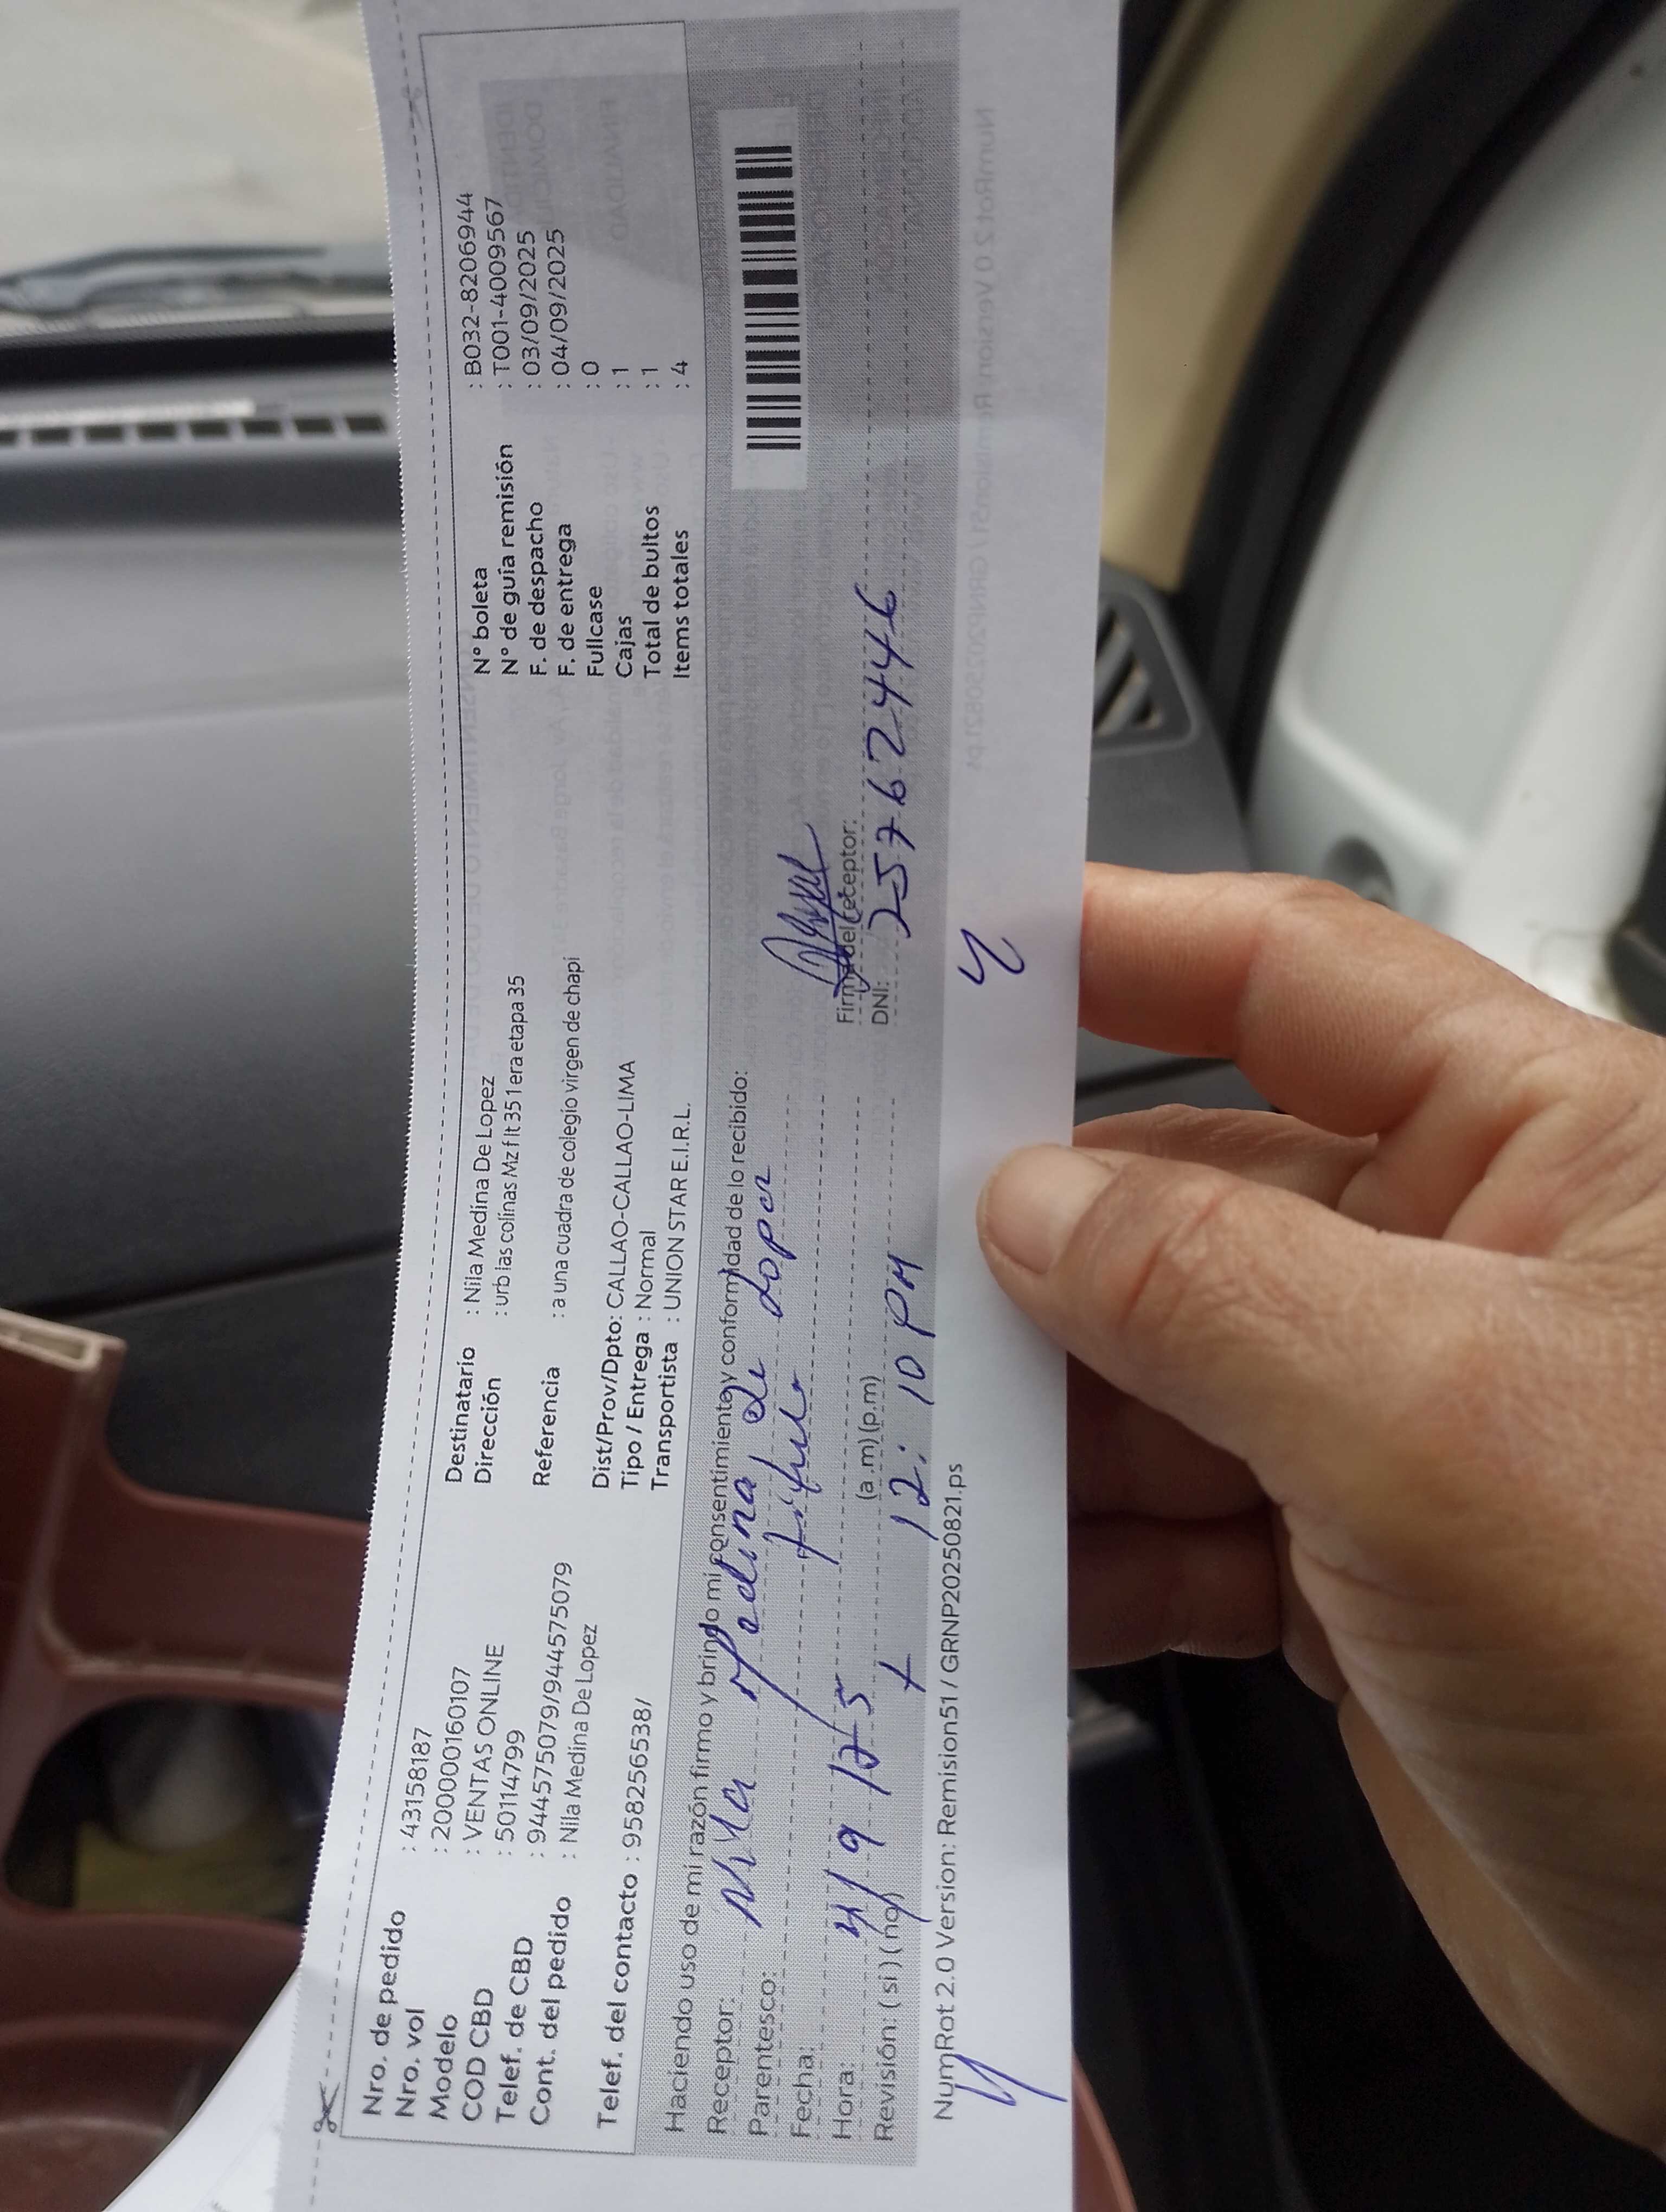 Nro. de pedido : 43158187
Nro. vol : 200000160107
Modelo : VENTAS ONLINE
COD CBD : 50114799
Telef. de CBD : 944575079/944575079
Cont. del pedido : Nila Medina De Lopez
Telef. del contacto : 958256538/
Destinatario : Nila Medina De Lopez
Dirección : urb las colinas Mz f lt 35 1era etapa 35
Referencia : a una cuadra de colegio virgen de chapi
Dist/Prov/Dpto: CALLAO-CALLAO-LIMA
Tipo / Entrega : Normal
Transportista : UNION STAR E.I.R.L.
N° boleta : B032-8206944
N° de guía remisión : T001-4009567
F. de despacho : 03/09/2025
F. de entrega : 04/09/2025
Fullcase : 0
Cajas : 1
Total de bultos : 1
Items totales : 4
Haciendo uso de mi razón firmo y brindo mi consentimiento y conformidad de lo recibido:
Receptor: Nila Medina de Lopez
Parentesco:
Fecha: 4/9/25
Hora: (a.m) (p.m) 12:10 PM
Revisión: ( si ) ( no )
Firma del receptor:
DNI: 25762446
NumRot 2.0 Version: Remision51 / GRNP20250821.ps
4